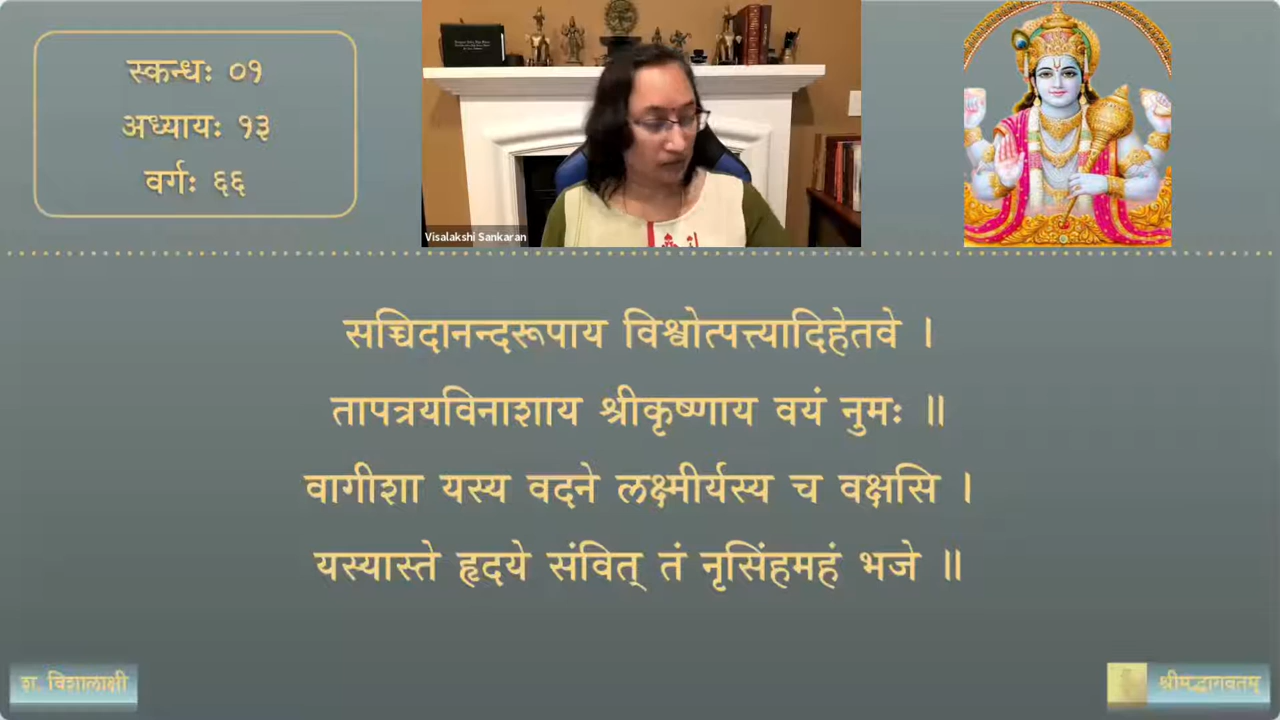 स्कन्धः ०१
अध्यायः १३
वर्गः ६६
Visalakshi Sankaran
सच्चिदानन्दरूपाय विश्वोत्पत्त्यादिहेतवे ।
तापत्रयविनाशाय श्रीकृष्णाय वयं नुमः ॥
वागीशा यस्य वदने लक्ष्मीर्यस्य च वक्षसि ।
यस्यास्ते हृदये संवित् तं नृसिंहमहं भजे ॥
श. विशालाक्षी
श्रीमद्भागवतम्